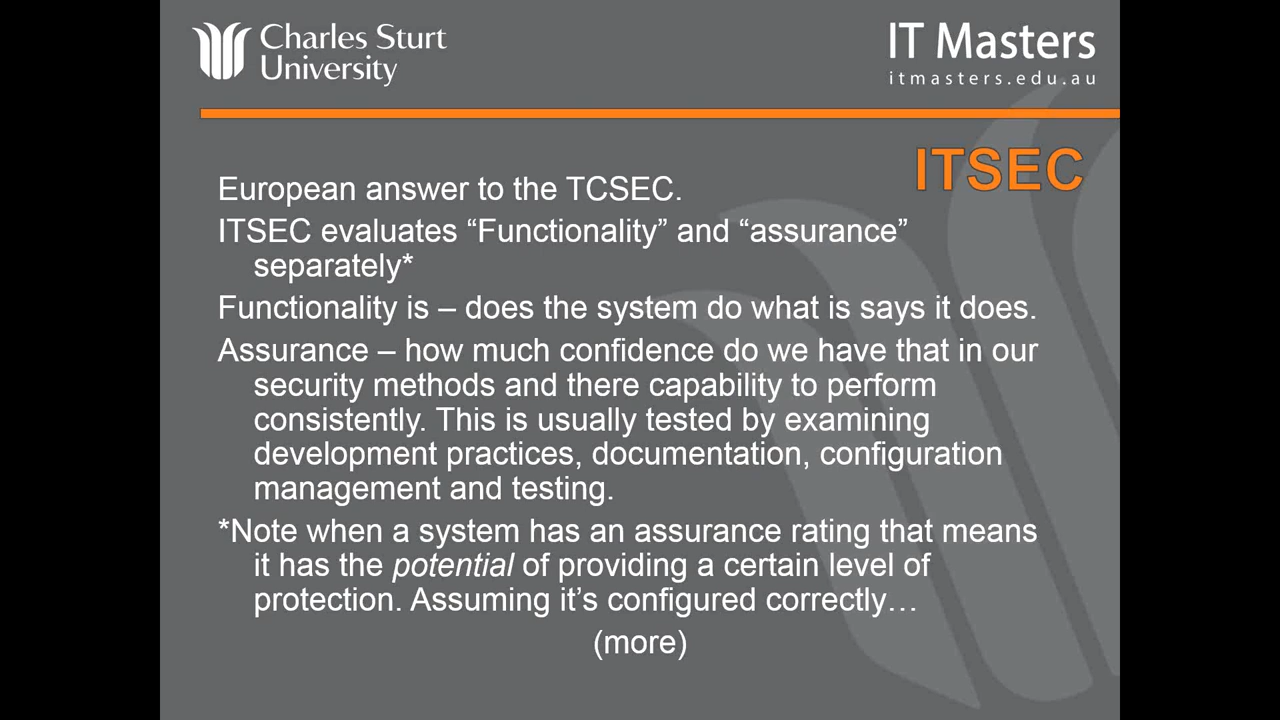 Charles Sturt
University
IT Masters
itmasters.edu.au
ITSEC
European answer to the TCSEC.
ITSEC evaluates “Functionality” and “assurance”
separately*
Functionality is – does the system do what is says it does.
Assurance – how much confidence do we have that in our
security methods and there capability to perform
consistently. This is usually tested by examining
development practices, documentation, configuration
management and testing.
*Note when a system has an assurance rating that means
it has the potential of providing a certain level of
protection. Assuming it’s configured correctly…
(more)